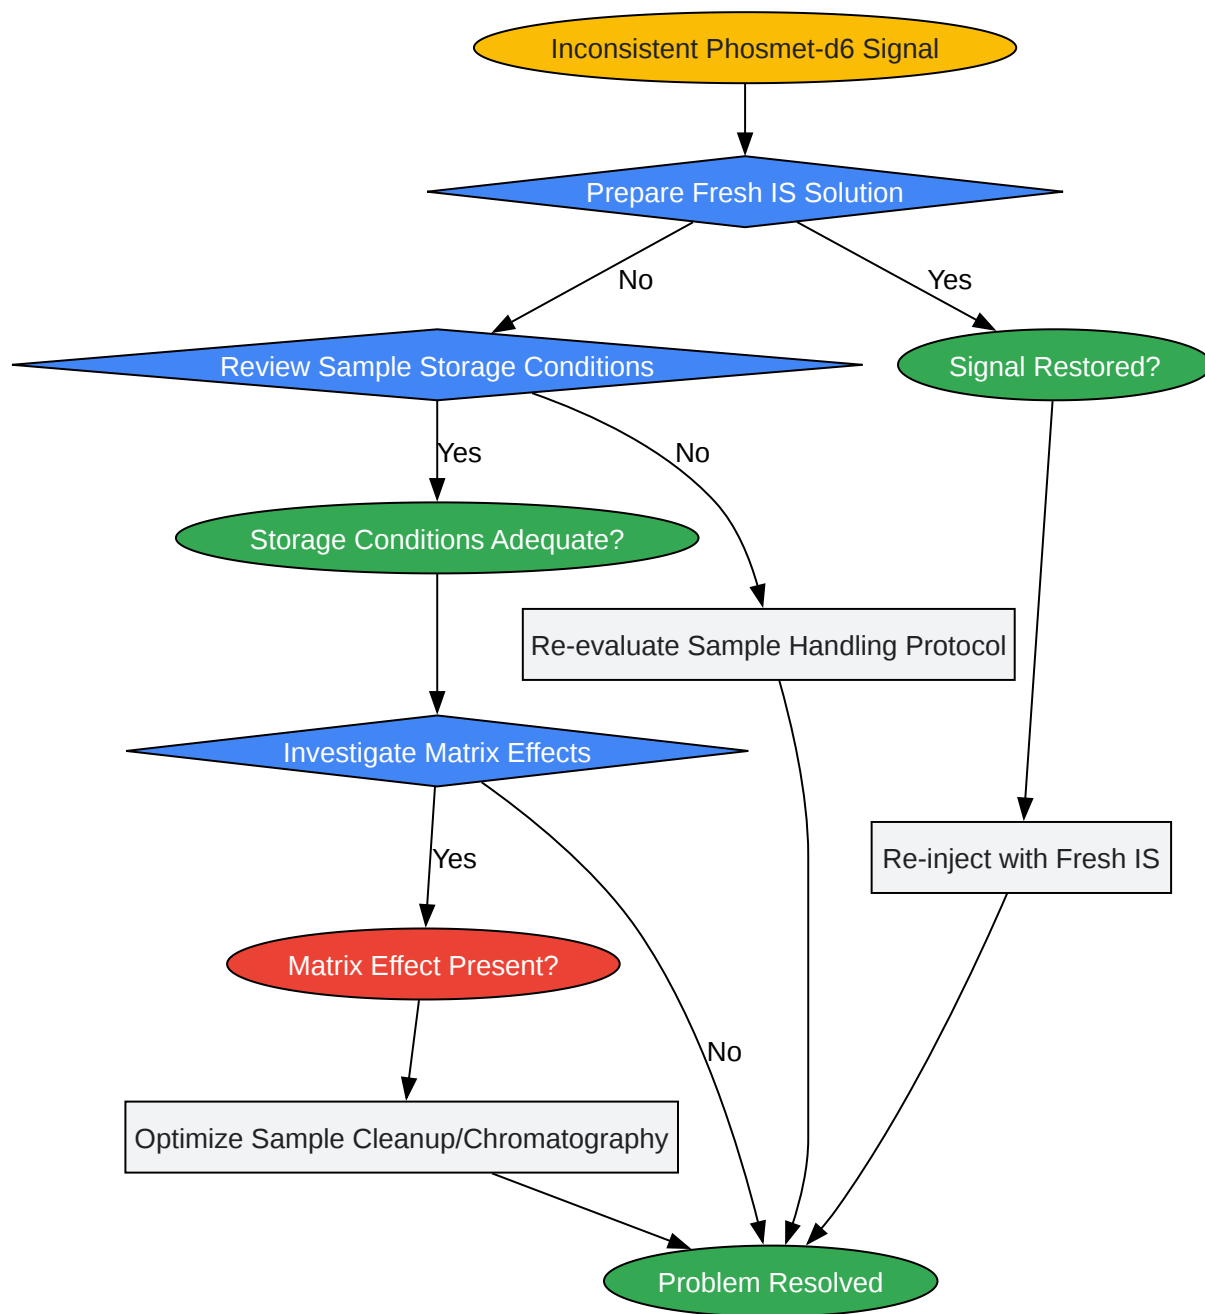 Inconsistent Phosmet-d6 Signal
Prepare Fresh IS Solution
No
Yes
Review Sample Storage Conditions
Signal Restored?
Yes
No
Storage Conditions Adequate?
Re-evaluate Sample Handling Protocol
Investigate Matrix Effects
Yes
Re-inject with Fresh IS
Matrix Effect Present?
No
Optimize Sample Cleanup/Chromatography
Problem Resolved